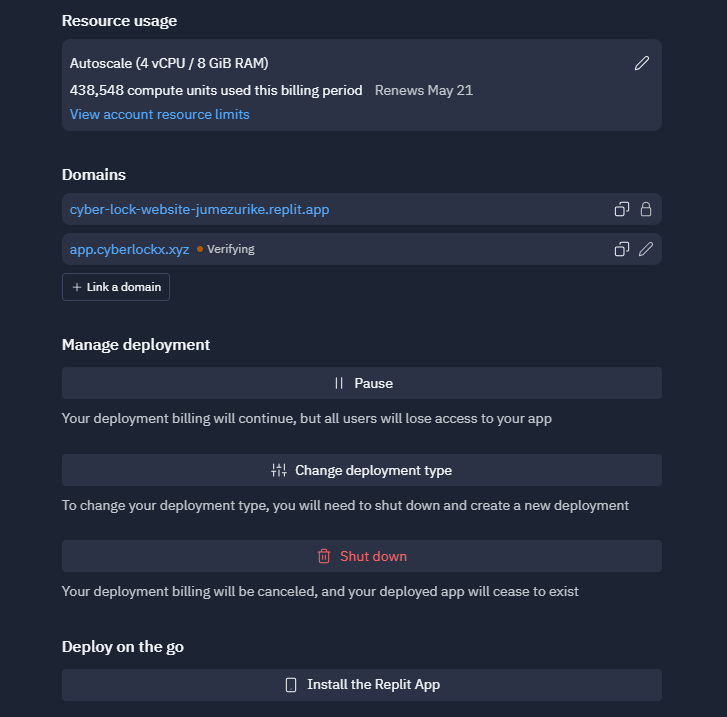 Resource usage
Autoscale (4 vCPU / 8 GiB RAM)
438,548 compute units used this billing period Renews May 21
View account resource limits
Domains
cyber-lock-website-jumezurike.replit.app
app.cyberlockx.xyz Verifying
+ Link a domain
Manage deployment
Pause
Your deployment billing will continue, but all users will lose access to your app
Change deployment type
To change your deployment type, you will need to shut down and create a new deployment
Shut down
Your deployment billing will be canceled, and your deployed app will cease to exist
Deploy on the go
Install the Replit App